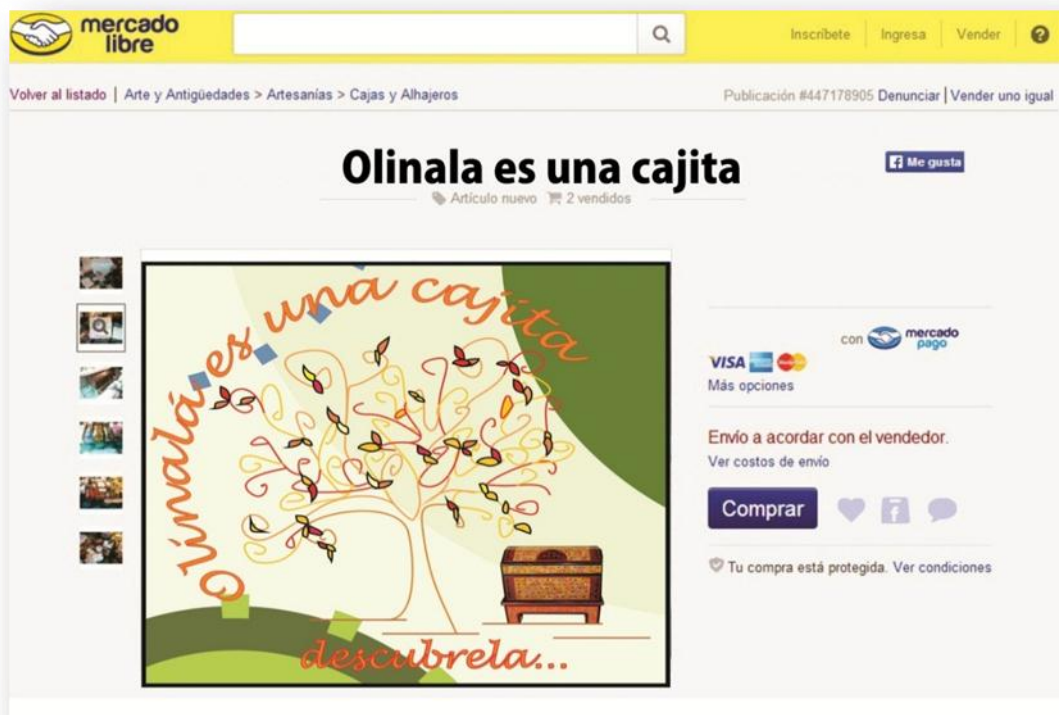 mercado
libre
Inscríbete Ingresa Vender ?
Volver al listado | Arte y Antigüedades > Artesanías > Cajas y Alhajeros
Publicación #447178905 Denunciar | Vender uno igual
Olinala es una cajita
f Me gusta
Artículo nuevo 2 vendidos
Olinalá es una cajita
descubrela...
con mercado
pago
VISA
Más opciones
Envío a acordar con el vendedor.
Ver costos de envío
Comprar
Tu compra está protegida. Ver condiciones